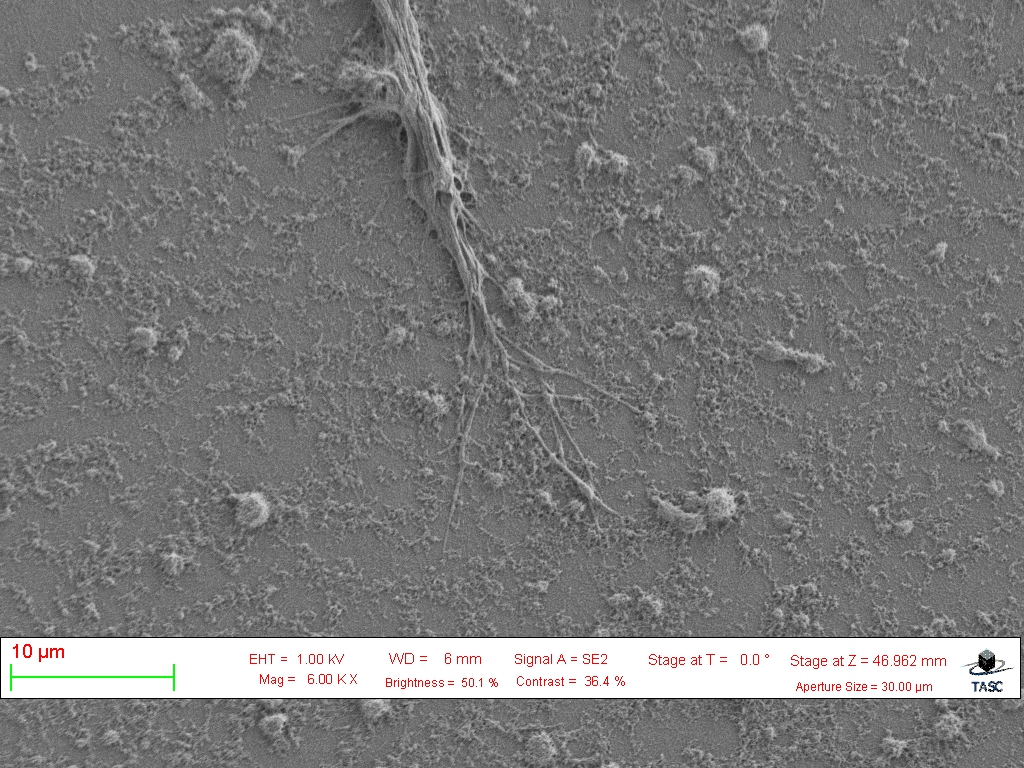 10 µm
EHT = 1.00 kV WD = 6 mm Signal A = SE2 Stage at T = 0.0 ° Stage at Z = 46.962 mm
Mag = 6.00 K X Brightness = 50.1 % Contrast = 36.4 % Aperture Size = 30.00 µm
TASC